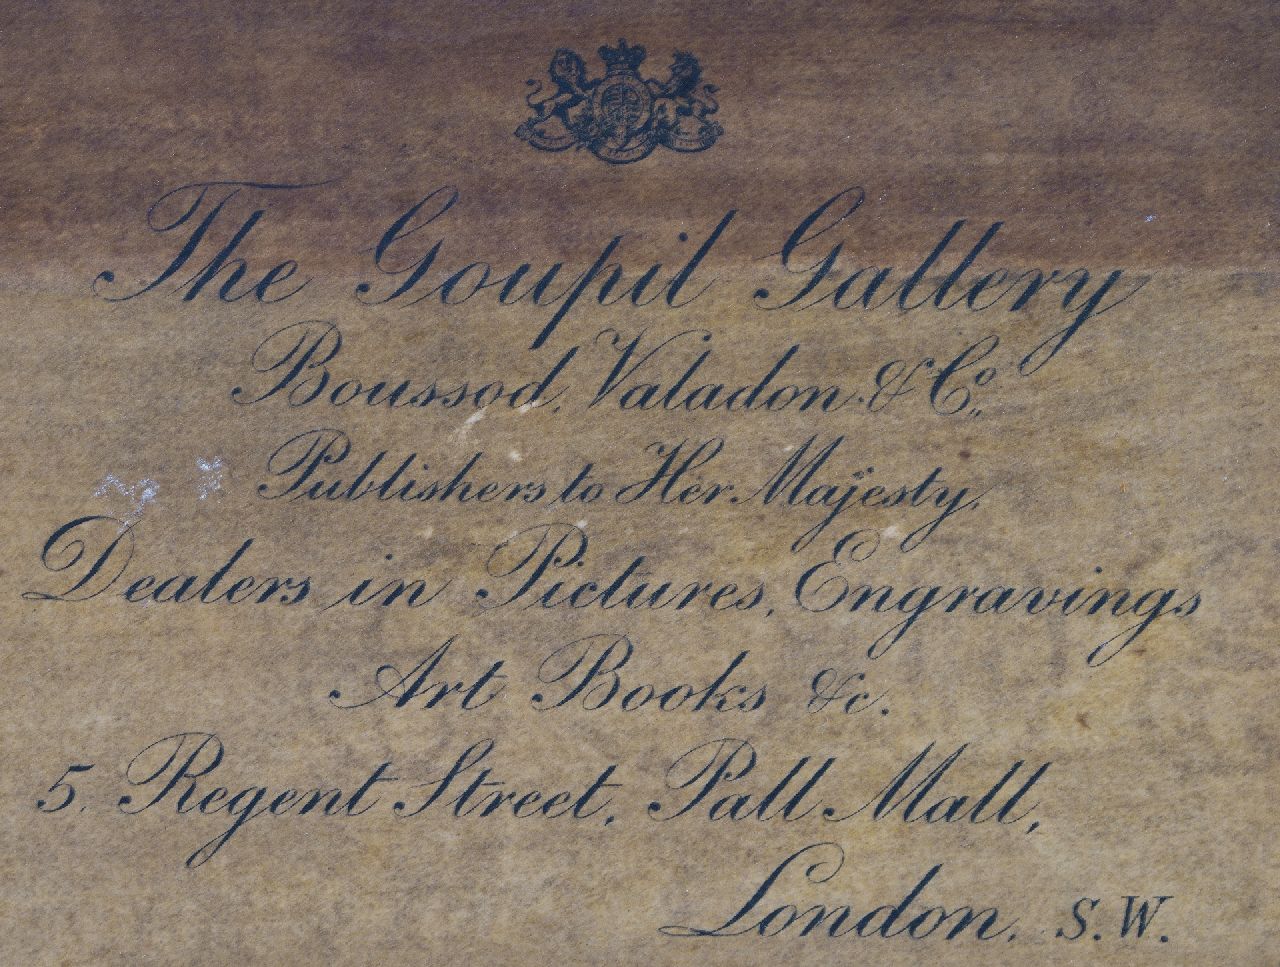 The Goupil Gallery
Boussod, Valadon & Co.,
Publishers to Her Majesty,
Dealers in Pictures, Engravings
Art Books &c.
5, Regent Street, Pall Mall,
London, S.W.